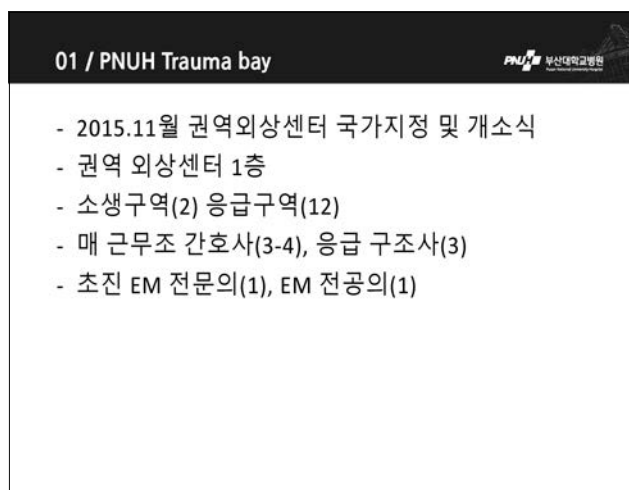 01 / PNUH Trauma bay
PNUH 부산대학교병원
- 2015.11월 권역외상센터 국가지정 및 개소식
- 권역 외상센터 1층
- 소생구역(2) 응급구역(12)
- 매 근무조 간호사(3-4), 응급 구조사(3)
- 초진 EM 전문의(1), EM 전공의(1)